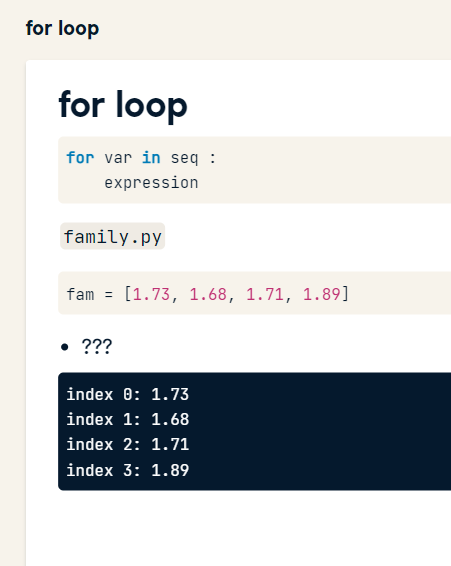 for loop
for loop
for var in seq :
    expression
family.py
fam = [1.73, 1.68, 1.71, 1.89]
• ???
index 0: 1.73
index 1: 1.68
index 2: 1.71
index 3: 1.89